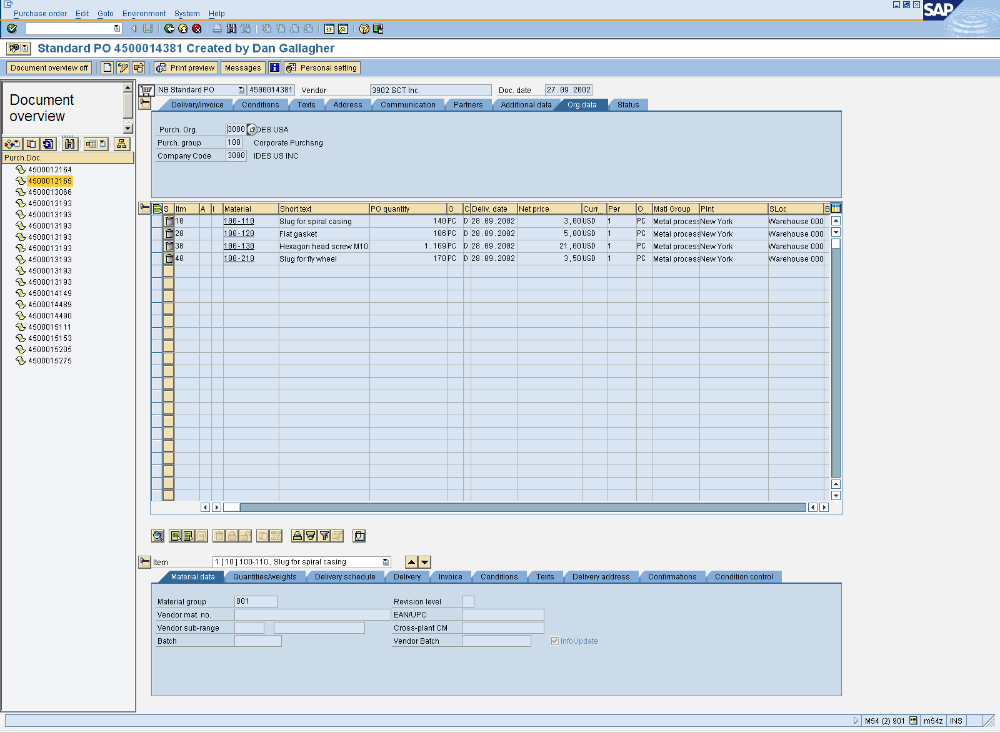 Purchase order Edit Goto Environment System Help
SAP
Standard PO 4500014381 Created by Dan Gallagher
Document overview off Print preview Messages Personal setting
Document
overview
Purch.Doc.
4500012164
4500012165
4500013066
4500013193
4500013193
4500013193
4500013193
4500013193
4500013193
4500013193
4500013193
4500014149
4500014489
4500014490
4500015111
4500015153
4500015205
4500015275
NB Standard PO 4500014381 Vendor 3902 SCT Inc. Doc. date 27.09.2002
Delivery/invoice Conditions Texts Address Communication Partners Additional data Org.data Status
Purch. Org. 3000 DES USA
Purch. group 100 Corporate Purchsng
Company Code 3000 IDES US INC
S... Itm A I Material Short text PO quantity O... C Deliv. date Net price Curr... Per O... Matl Group Plnt SLoc B
10 100-110 Slug for spiral casing 140 PC D 28.09.2002 3,00 USD 1 PC Metal process New York Warehouse 000
20 100-120 Flat gasket 106 PC D 28.09.2002 5,00 USD 1 PC Metal process New York Warehouse 000
30 100-130 Hexagon head screw M10 1.169 PC D 28.09.2002 21,00 USD 1 PC Metal process New York Warehouse 000
40 100-210 Slug for fly wheel 170 PC D 28.09.2002 3,50 USD 1 PC Metal process New York Warehouse 000
Item 1 [ 10 ] 100-110 , Slug for spiral casing
Material data Quantities/weights Delivery schedule Delivery Invoice Conditions Texts Delivery address Confirmations Condition control
Material group 001 Revision level
Vendor mat. no. EAN/UPC
Vendor sub-range Cross-plant CM
Batch Vendor Batch InfoUpdate
M54 (2) 901 m54z INS